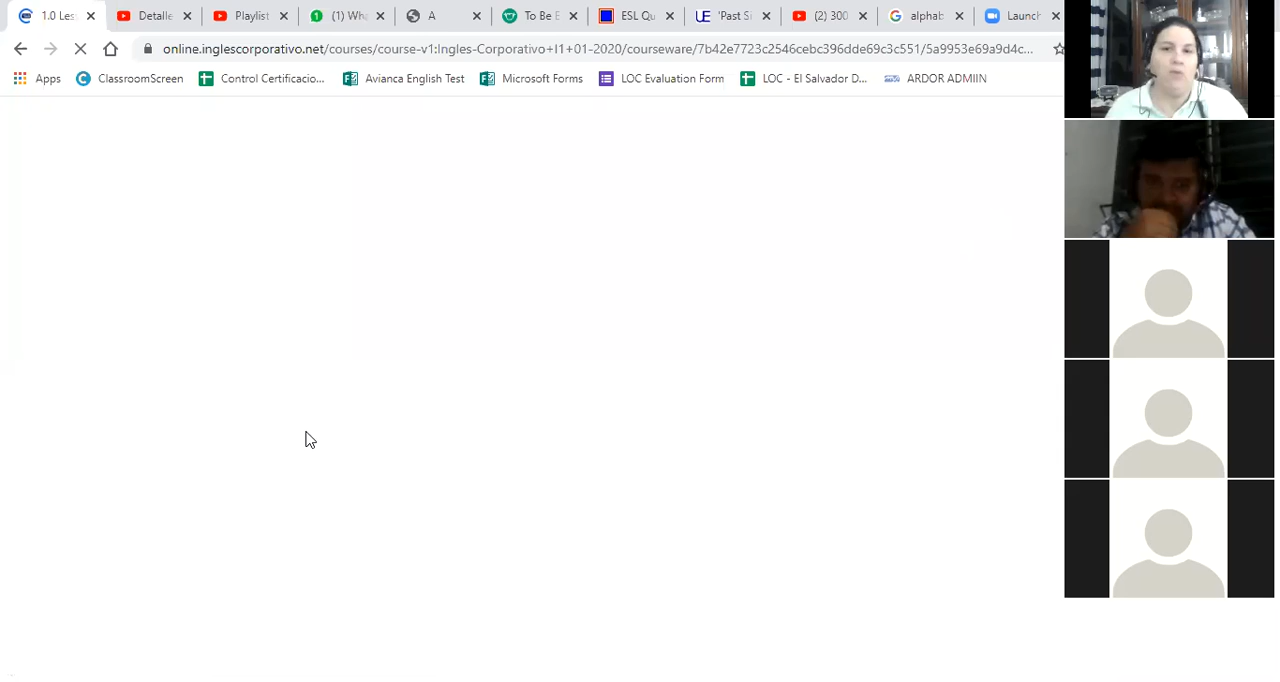 1.0 Les
Detalle
Playlist
(1) Wha
A
To Be E
ESL Qu
UE 'Past Si
(2) 300
alphab
Launch
online.inglescorporativo.net/courses/course-v1:Ingles-Corporativo+I1+01-2020/courseware/7b42e7723c2546cebc396dde69c3c551/5a9953e69a9d4c...
Apps
ClassroomScreen
Control Certificacio...
Avianca English Test
Microsoft Forms
LOC Evaluation Form
LOC - El Salvador D...
ARDOR ADMIIN